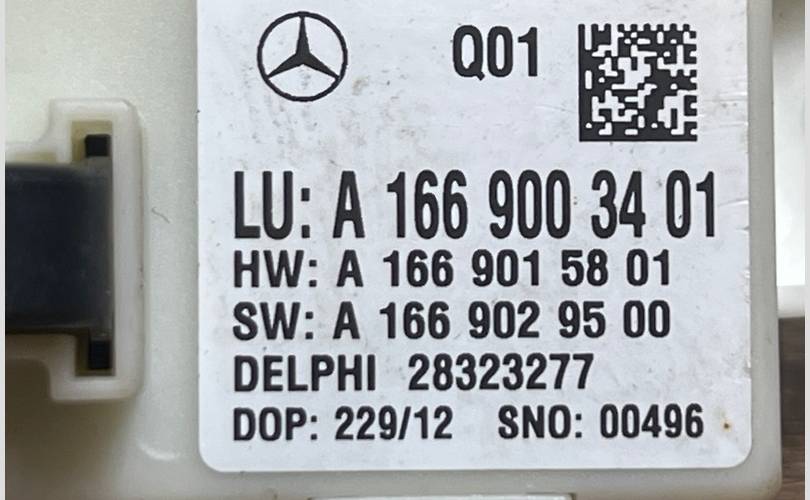 Q01
LU: A 166 900 34 01
HW: A 166 901 58 01
SW: A 166 902 95 00
DELPHI 28323277
DOP: 229/12 SNO: 00496